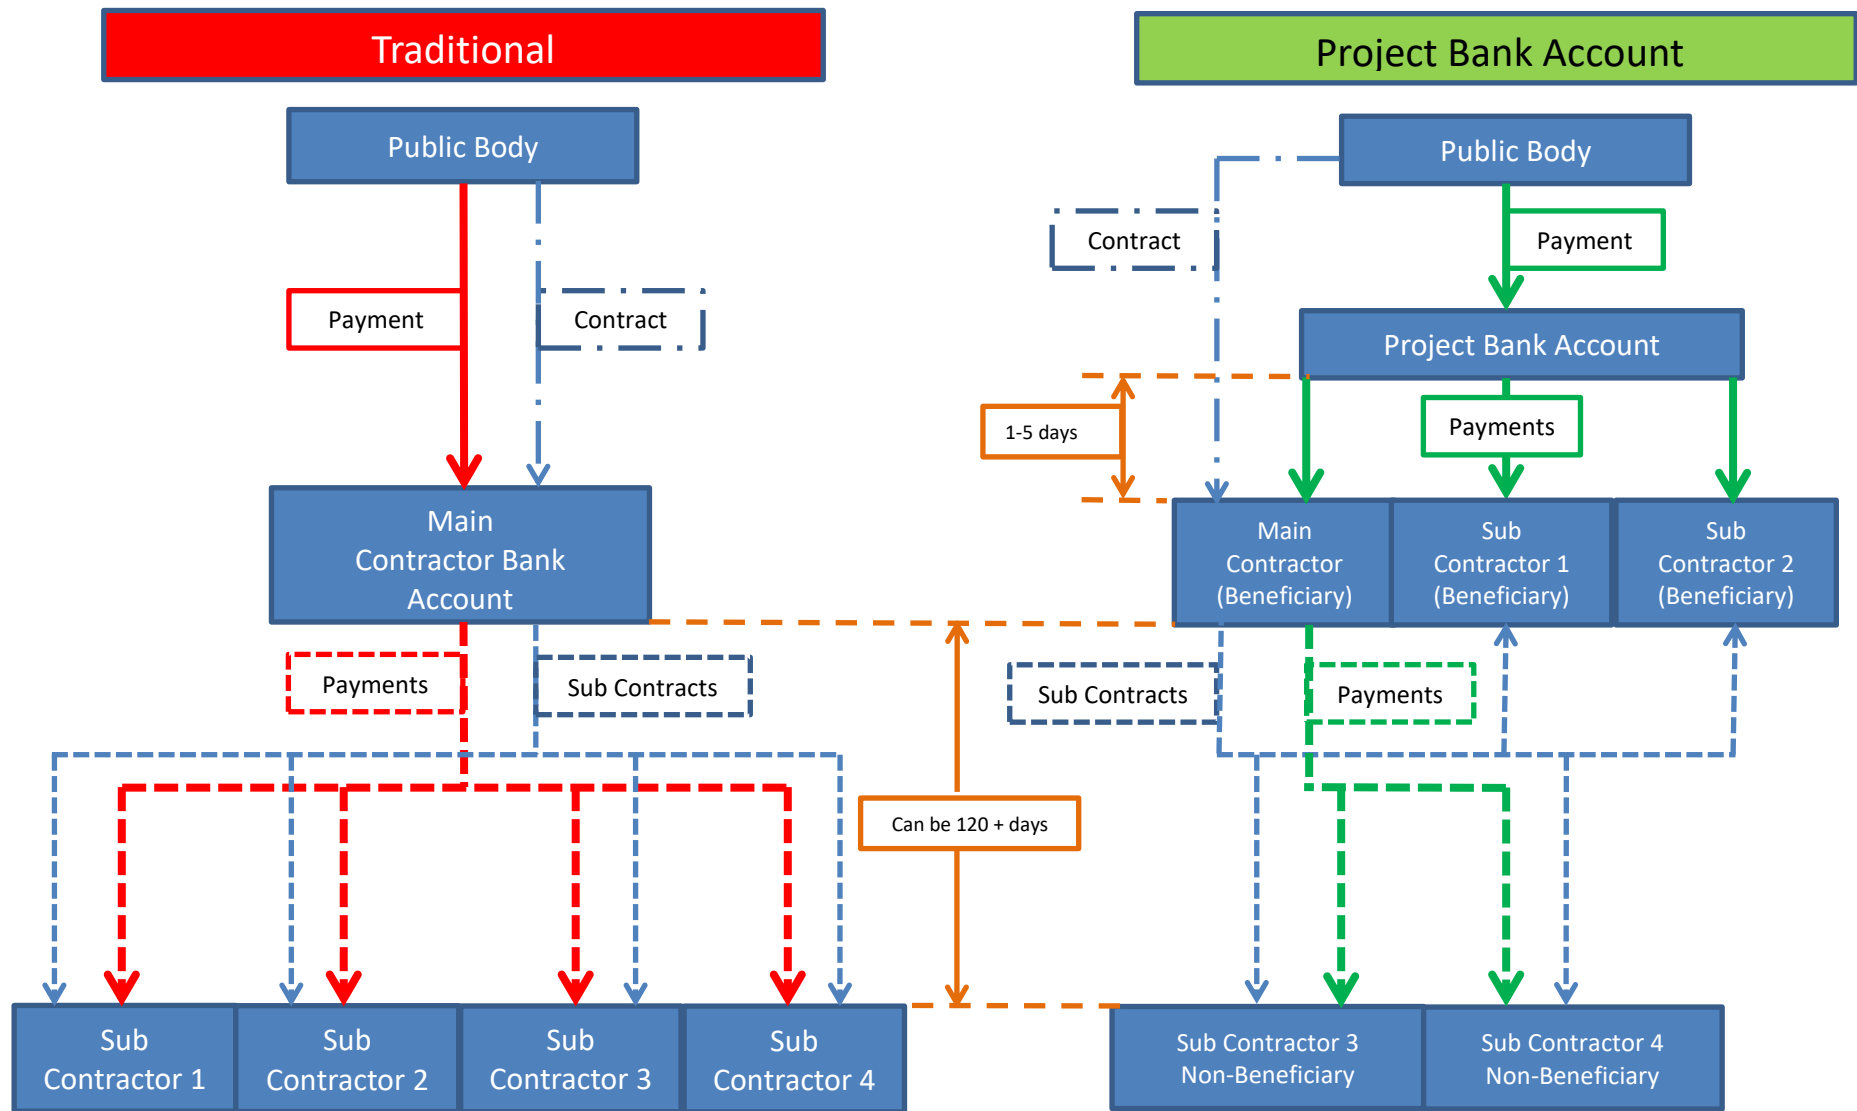 Traditional
Public Body
Payment
Contract
Main
Contractor Bank
Account
Payments
Sub Contracts
Sub
Contractor 1
Sub
Contractor 2
Sub
Contractor 3
Sub
Contractor 4
Can be 120 + days
Project Bank Account
Public Body
Contract
Payment
Project Bank Account
1-5 days
Payments
Main
Contractor
(Beneficiary)
Sub
Contractor 1
(Beneficiary)
Sub
Contractor 2
(Beneficiary)
Sub Contracts
Payments
Sub Contractor 3
Non-Beneficiary
Sub Contractor 4
Non-Beneficiary